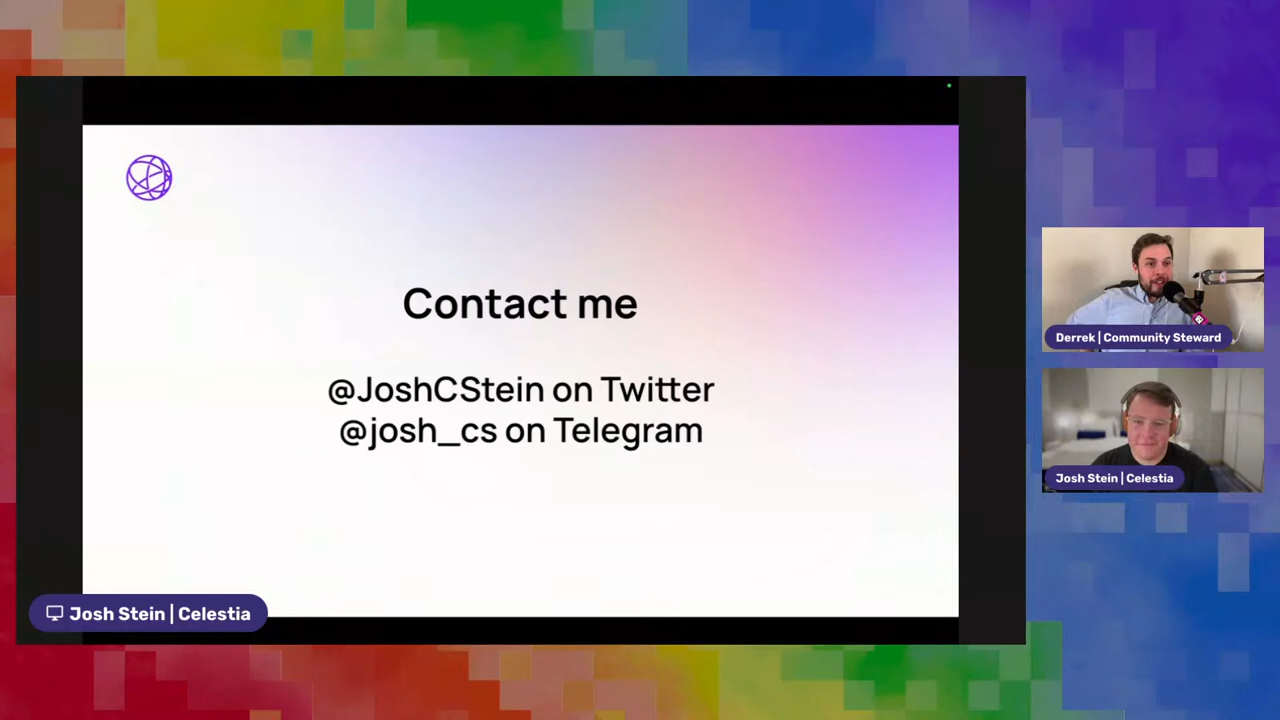 Contact me
@JoshCStein on Twitter
@josh_cs on Telegram
Josh Stein | Celestia
Derrek | Community Steward
Josh Stein | Celestia